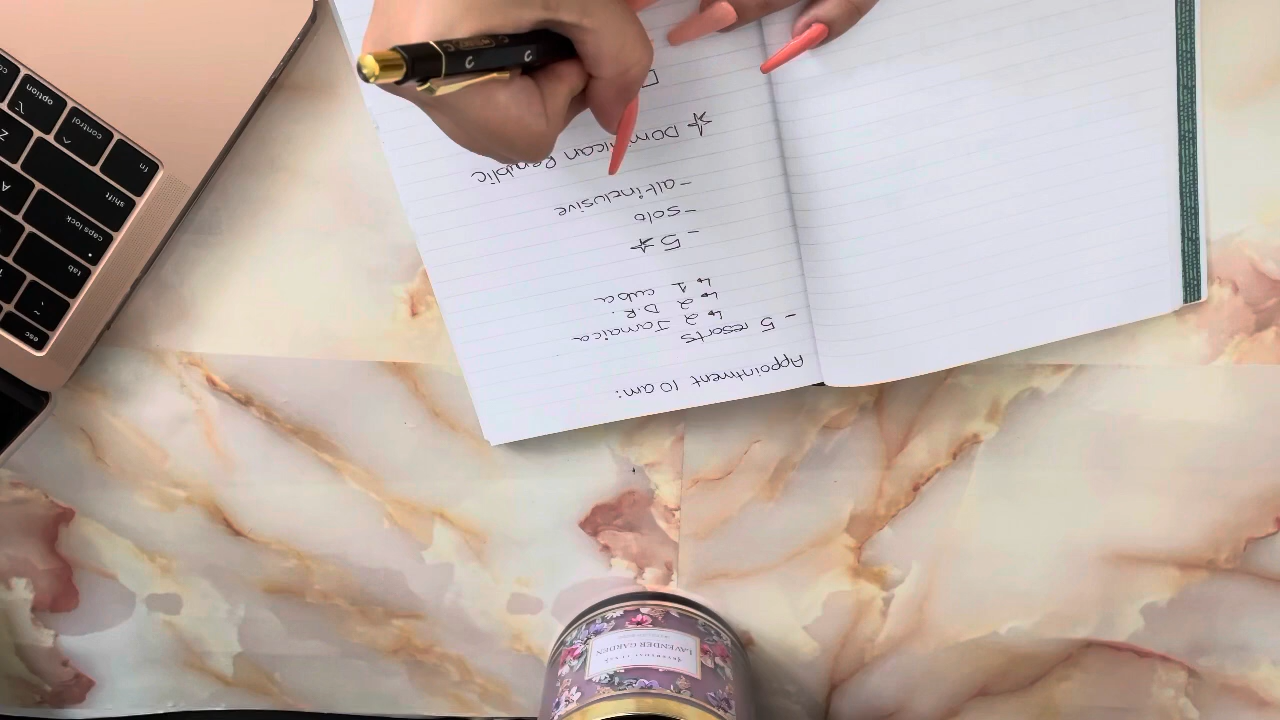 Appointment 10 am:
- 5 resorts
↳ 2 Jamaica
↳ 2 D.R.
↳ 1 cuba
- 5☆
- solo
- all inclusive
☆ Dominican Republic
LAVENDER GARDEN
esc
~
tab
caps lock
A
shift
Z
fn
control
option